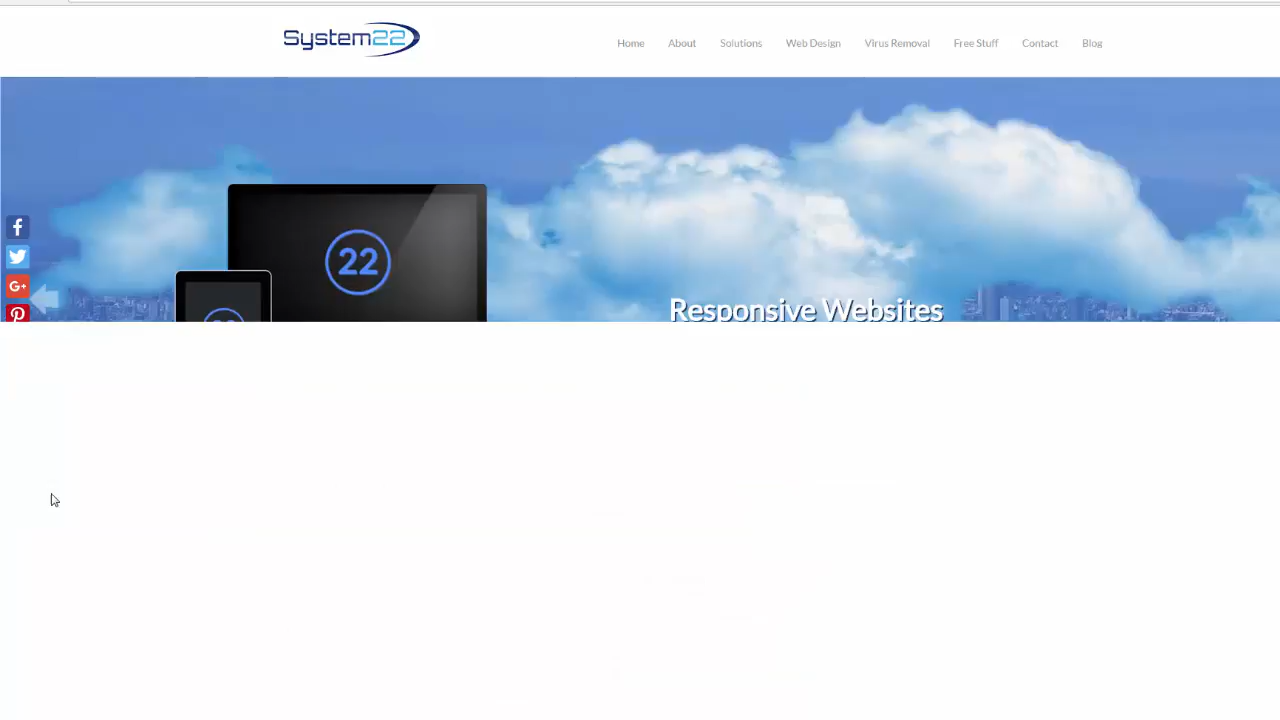 System22
Home About Solutions Web Design Virus Removal Free Stuff Contact Blog
22
Responsive Websites